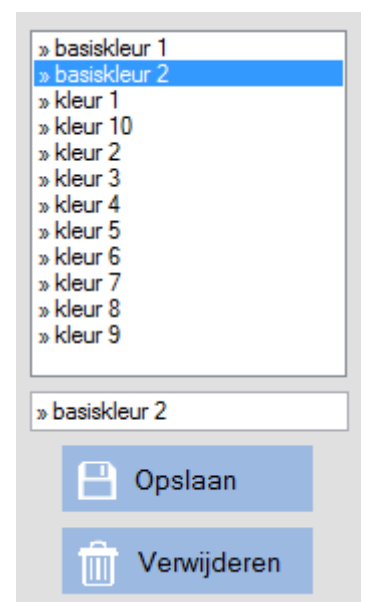 » basiskleur 1
» basiskleur 2
» kleur 1
» kleur 10
» kleur 2
» kleur 3
» kleur 4
» kleur 5
» kleur 6
» kleur 7
» kleur 8
» kleur 9
» basiskleur 2
Opslaan
Verwijderen